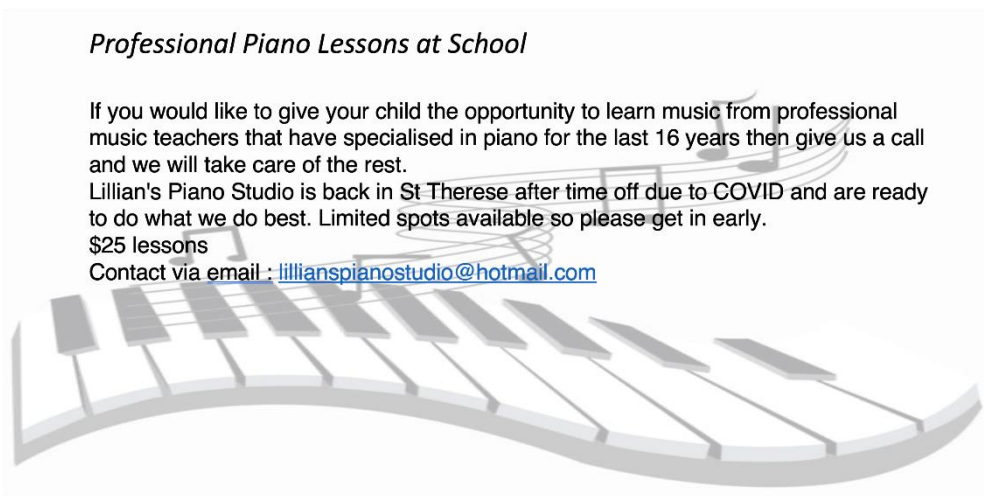 Professional Piano Lessons at School
If you would like to give your child the opportunity to learn music from professional
music teachers that have specialised in piano for the last 16 years then give us a call
and we will take care of the rest.
Lillian's Piano Studio is back in St Therese after time off due to COVID and are ready
to do what we do best. Limited spots available so please get in early.
$25 lessons
Contact via email : lillianspianostudio@hotmail.com